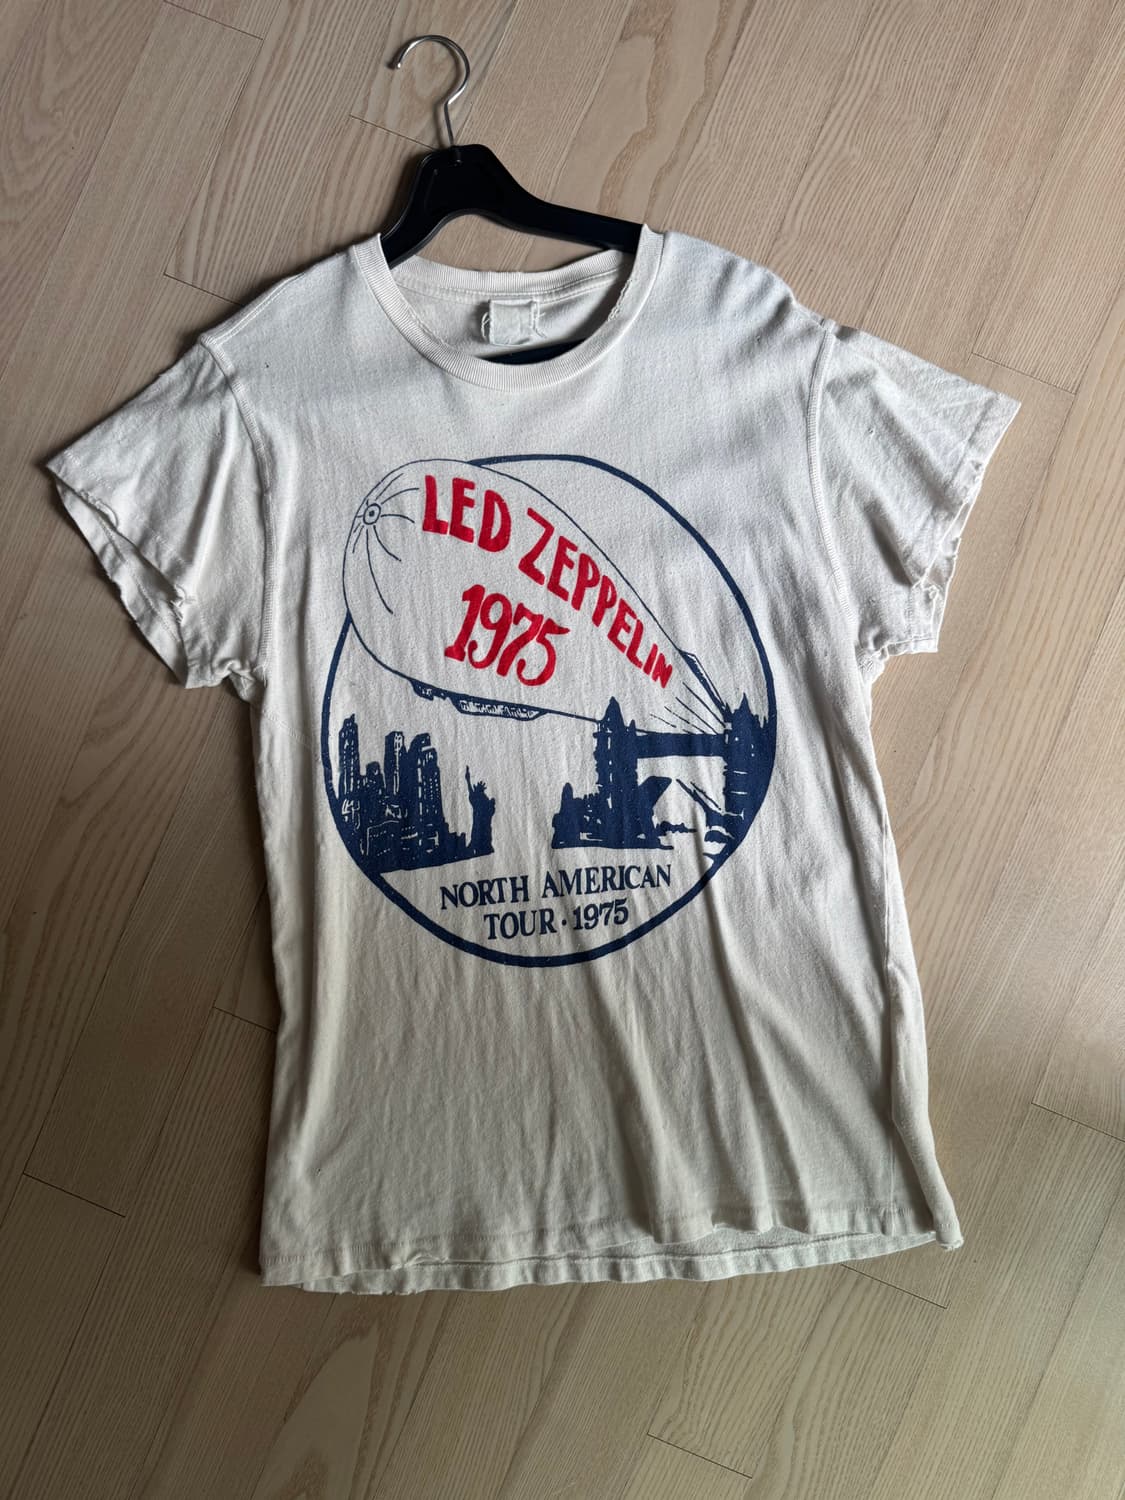 LED ZEPPELIN
1975
NORTH AMERICAN
TOUR · 1975